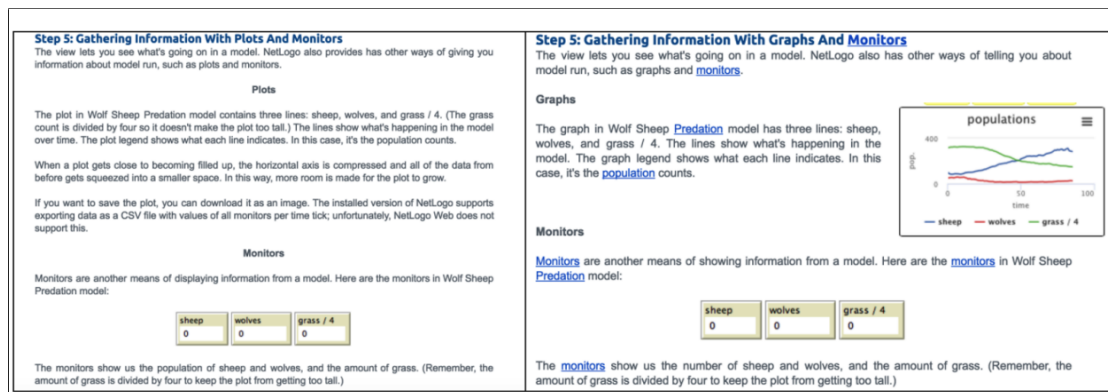 Step 5: Gathering Information With Plots And Monitors
The view lets you see what's going on in a model. NetLogo also provides has other ways of giving you
information about model run, such as plots and monitors.
Plots
The plot in Wolf Sheep Predation model contains three lines: sheep, wolves, and grass / 4. (The grass
count is divided by four so it doesn't make the plot too tall.) The lines show what's happening in the model
over time. The plot legend shows what each line indicates. In this case, it's the population counts.
When a plot gets close to becoming filled up, the horizontal axis is compressed and all of the data from
before gets squeezed into a smaller space. In this way, more room is made for the plot to grow.
If you want to save the plot, you can download it as an image. The installed version of NetLogo supports
exporting data as a CSV file with values of all monitors per time tick; unfortunately, NetLogo Web does not
support this.
Monitors
Monitors are another means of displaying information from a model. Here are the monitors in Wolf Sheep
Predation model:
sheep wolves grass / 4
0 0 0
The monitors show us the population of sheep and wolves, and the amount of grass. (Remember, the
amount of grass is divided by four to keep the plot from getting too tall.)
Step 5: Gathering Information With Graphs And Monitors
The view lets you see what's going on in a model. NetLogo also has other ways of telling you about
model run, such as graphs and monitors.
Graphs
The graph in Wolf Sheep Predation model has three lines: sheep,
wolves, and grass / 4. The lines show what's happening in the
model. The graph legend shows what each line indicates. In this
case, it's the population counts.
populations
pop.
400
0
0 50 100
time
sheep wolves grass / 4
Monitors
Monitors are another means of showing information from a model. Here are the monitors in Wolf Sheep
Predation model:
sheep wolves grass / 4
0 0 0
The monitors show us the number of sheep and wolves, and the amount of grass. (Remember, the
amount of grass is divided by four to keep the plot from getting too tall.)